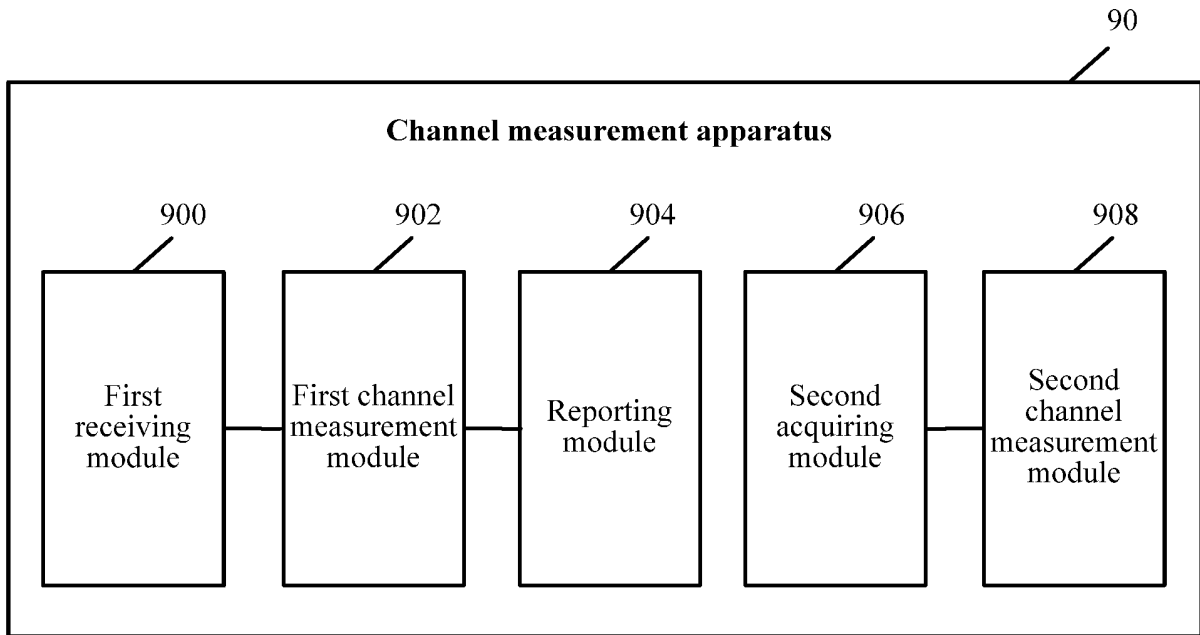 90
Channel measurement apparatus
900
902
904
906
908
First
receiving
module
First channel
measurement
module
Reporting
module
Second
acquiring
module
Second
channel
measurement
module